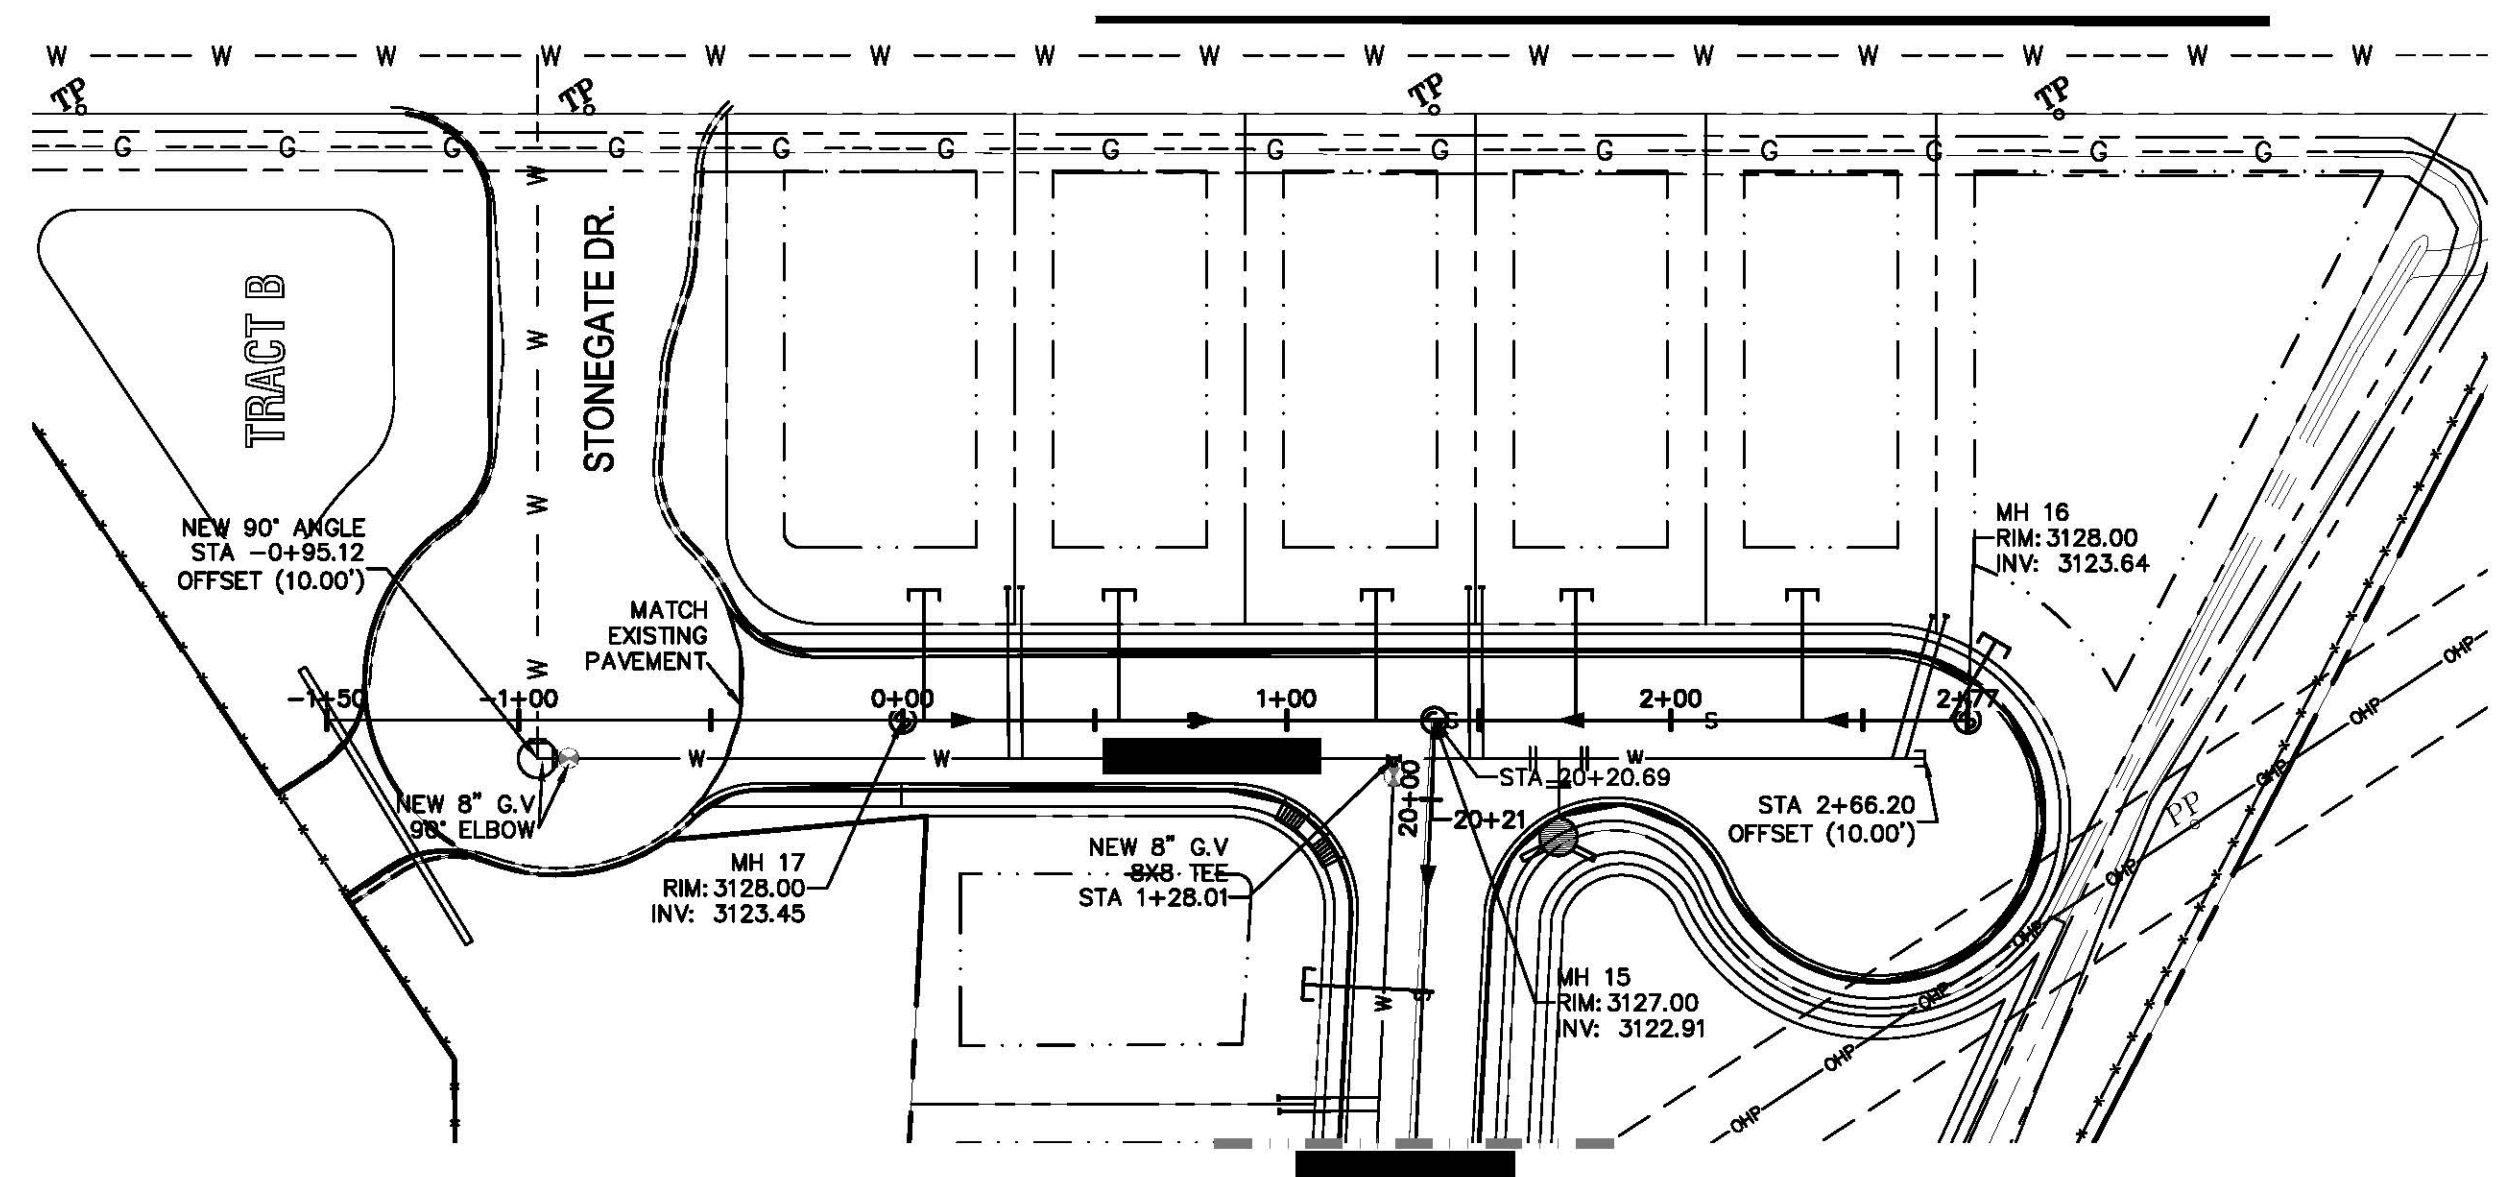 W W W W W W W W W W W W W W W
TP TP TP TP
G G G G G G G G G G G G G G
W
W
W
W
STONEGATE DR.
TRACT B
NEW 90° ANGLE
STA -0+95.12
OFFSET (10.00')
MATCH
EXISTING
PAVEMENT
MH 16
RIM: 3128.00
INV: 3123.64
-1+50 -1+00 0+00 1+00 2+00 2+77
S S S
W W W
NEW 8" G.V
90° ELBOW
MH 17
RIM: 3128.00
INV: 3123.45
NEW 8" G.V
8X8 TEE
STA 1+28.01
20+00
STA 20+20.69
20+21
STA 2+66.20
OFFSET (10.00')
MH 15
RIM: 3127.00
INV: 3122.91
W S
OHP
OHP
OHP
PP
OHP
OHP
OHP
OHP
OHP